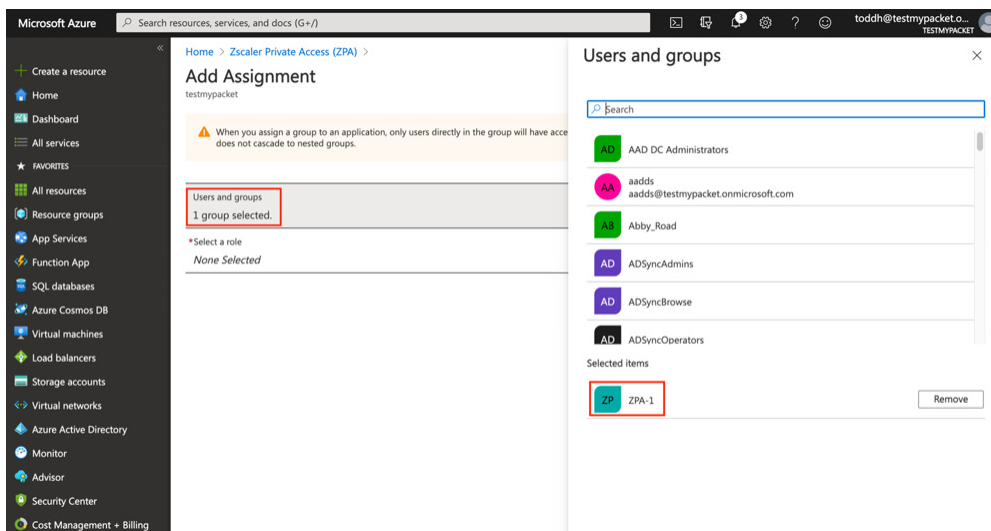 Microsoft Azure
Search resources, services, and docs (G+/)
3
toddh@testmypacket.o...
TESTMYPACKET
«
Create a resource
Home
Dashboard
All services
FAVORITES
All resources
Resource groups
App Services
Function App
SQL databases
Azure Cosmos DB
Virtual machines
Load balancers
Storage accounts
Virtual networks
Azure Active Directory
Monitor
Advisor
Security Center
Cost Management + Billing
Home > Zscaler Private Access (ZPA) >
Add Assignment
testmypacket
When you assign a group to an application, only users directly in the group will have acce
does not cascade to nested groups.
Users and groups
1 group selected.
*Select a role
None Selected
Users and groups
Search
AD AAD DC Administrators
AA aadds
aadds@testmypacket.onmicrosoft.com
AB Abby_Road
AD ADSyncAdmins
AD ADSyncBrowse
AD ADSyncOperators
Selected items
ZP ZPA-1
Remove